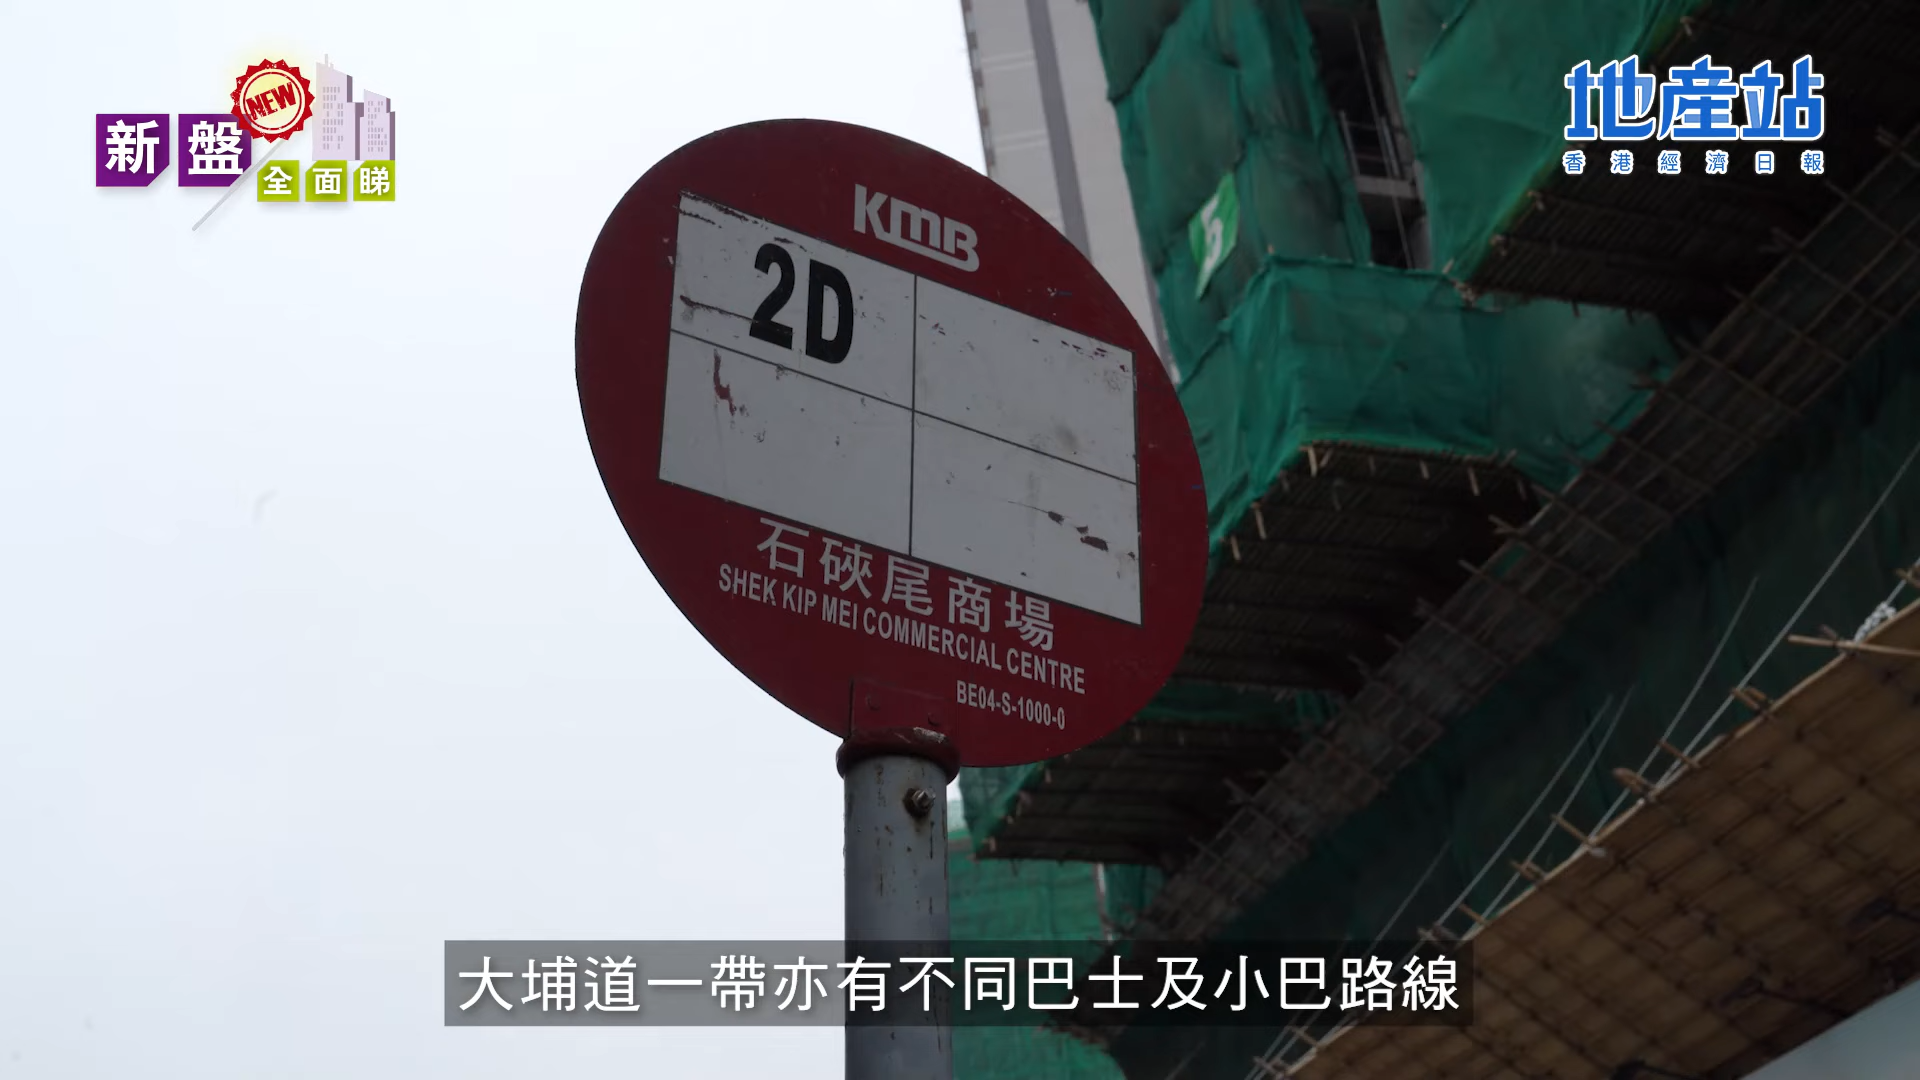 新盤
NEW
全面睇
地產站
香港經濟日報
KMB
2D
石硤尾商場
SHEK KIP MEI COMMERCIAL CENTRE
BE04-S-1000-0
5
大埔道一帶亦有不同巴士及小巴路線